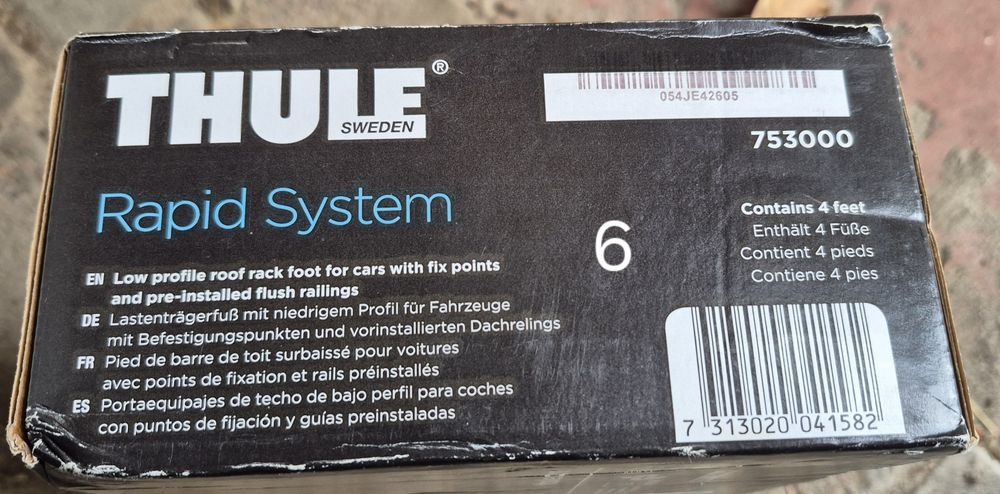 THULE®
SWEDEN
054JE42605
753000
Rapid System
6
Contains 4 feet
Enthält 4 Füße
Contient 4 pieds
Contiene 4 pies
EN Low profile roof rack foot for cars with fix points
and pre-installed flush railings
DE Lastenträgerfuß mit niedrigem Profil für Fahrzeuge
mit Befestigungspunkten und vorinstallierten Dachrelings
FR Pied de barre de toit surbaissé pour voitures
avec points de fixation et rails préinstallés
ES Portaequipajes de techo de bajo perfil para coches
con puntos de fijación y guías preinstaladas
7 313020 041582